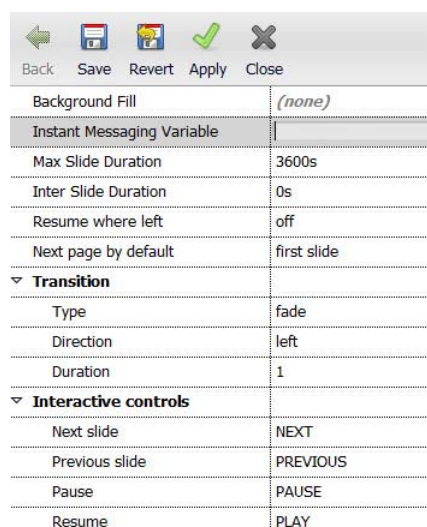 Back Save Revert Apply Close
Background Fill (none)
Instant Messaging Variable
Max Slide Duration 3600s
Inter Slide Duration 0s
Resume where left off
Next page by default first slide
Transition
Type fade
Direction left
Duration 1
Interactive controls
Next slide NEXT
Previous slide PREVIOUS
Pause PAUSE
Resume PLAY